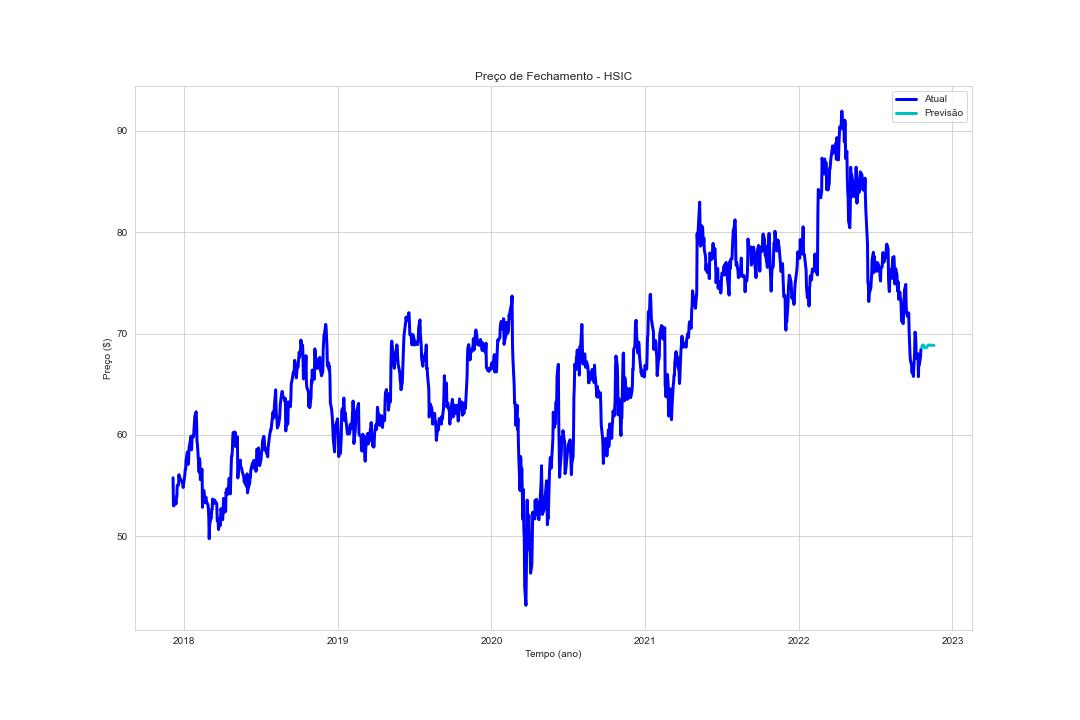 Preço de Fechamento - HSIC
Atual
Previsão
90
80
70
60
50
Preço ($)
2018 2019 2020 2021 2022 2023
Tempo (ano)